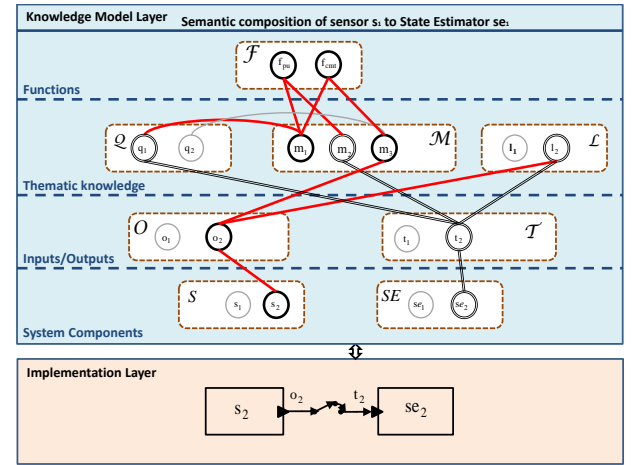 Knowledge Model Layer
Semantic composition of sensor s₁ to State Estimator se₁
ℱ
f_pu f_cmt
Functions
𝒬 q₁ q₂
m₁ m₂ m₃ ℳ
l₁ l₂ ℒ
Thematic knowledge
O o₁ o₂
t₁ t₂ 𝒯
Inputs/Outputs
S s₁ s₂
SE se₁ se₂
System Components
Implementation Layer
s₂ o₂ t₂ se₂